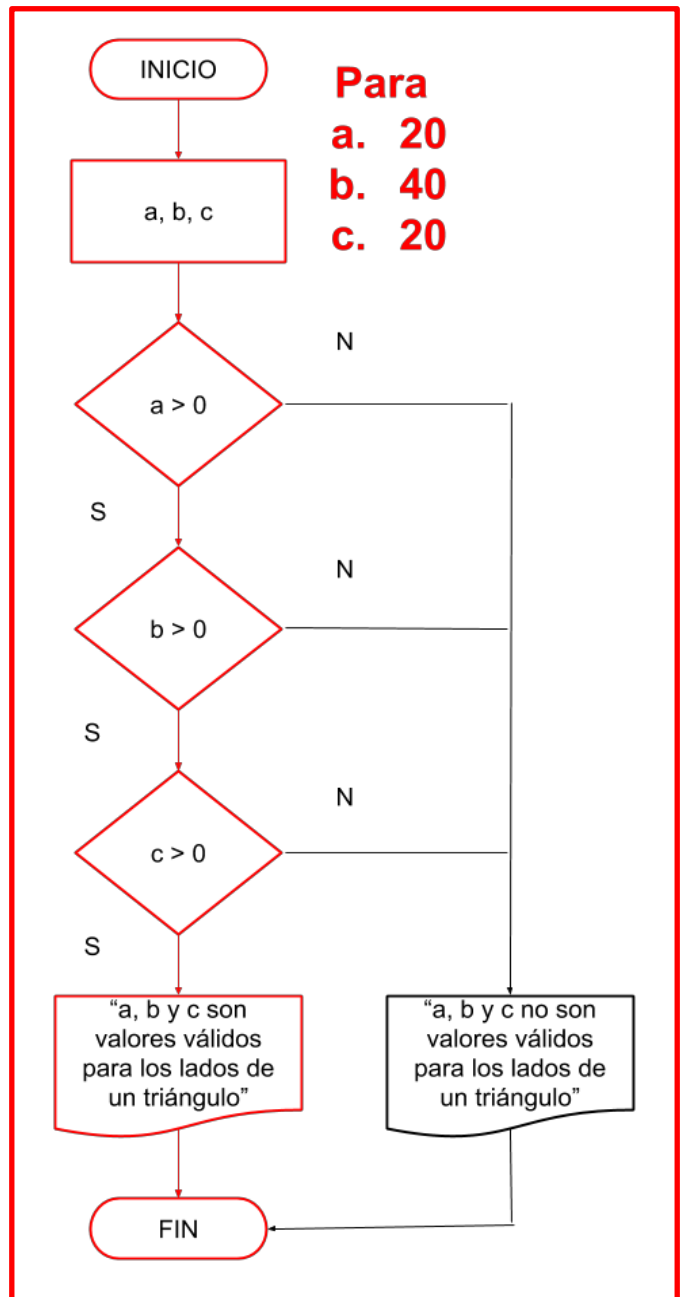 INICIO
Para
a. 20
b. 40
c. 20
a, b, c
N
a > 0
S
N
b > 0
S
N
c > 0
S
“a, b y c son
valores válidos
para los lados de
un triángulo”
“a, b y c no son
valores válidos
para los lados de
un triángulo”
FIN